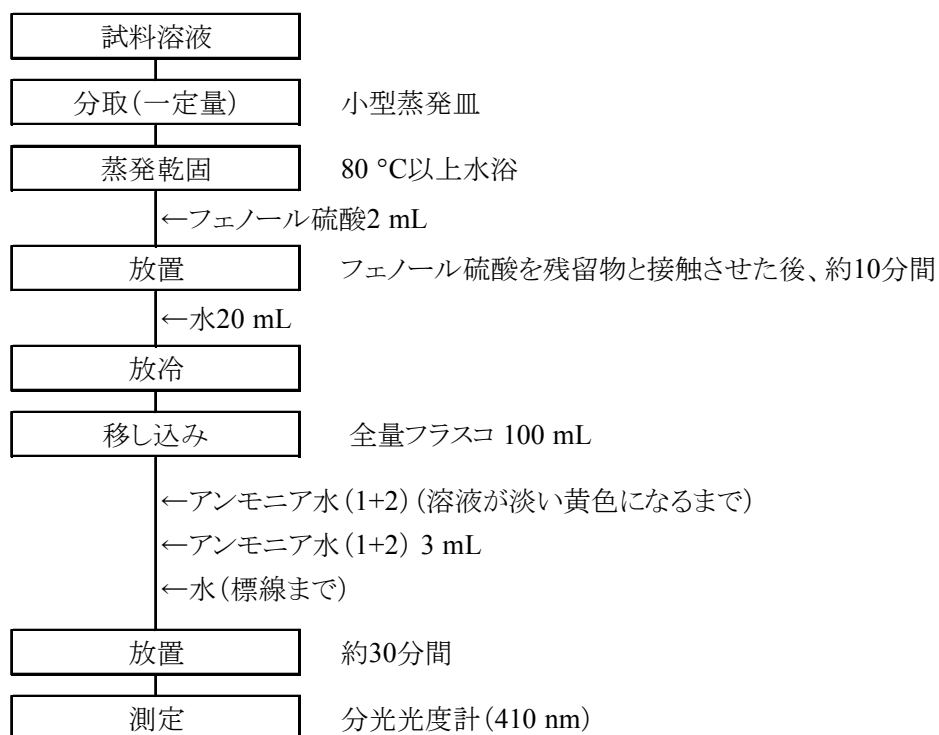 試料溶液
分取(一定量) 小型蒸発皿
蒸発乾固 80 °C以上水浴
←フェノール硫酸2 mL
放置 フェノール硫酸を残留物と接触させた後、約10分間
←水20 mL
放冷
移し込み 全量フラスコ 100 mL
←アンモニア水(1+2)(溶液が淡い黄色になるまで)
←アンモニア水(1+2) 3 mL
←水(標線まで)
放置 約30分間
測定 分光光度計(410 nm)